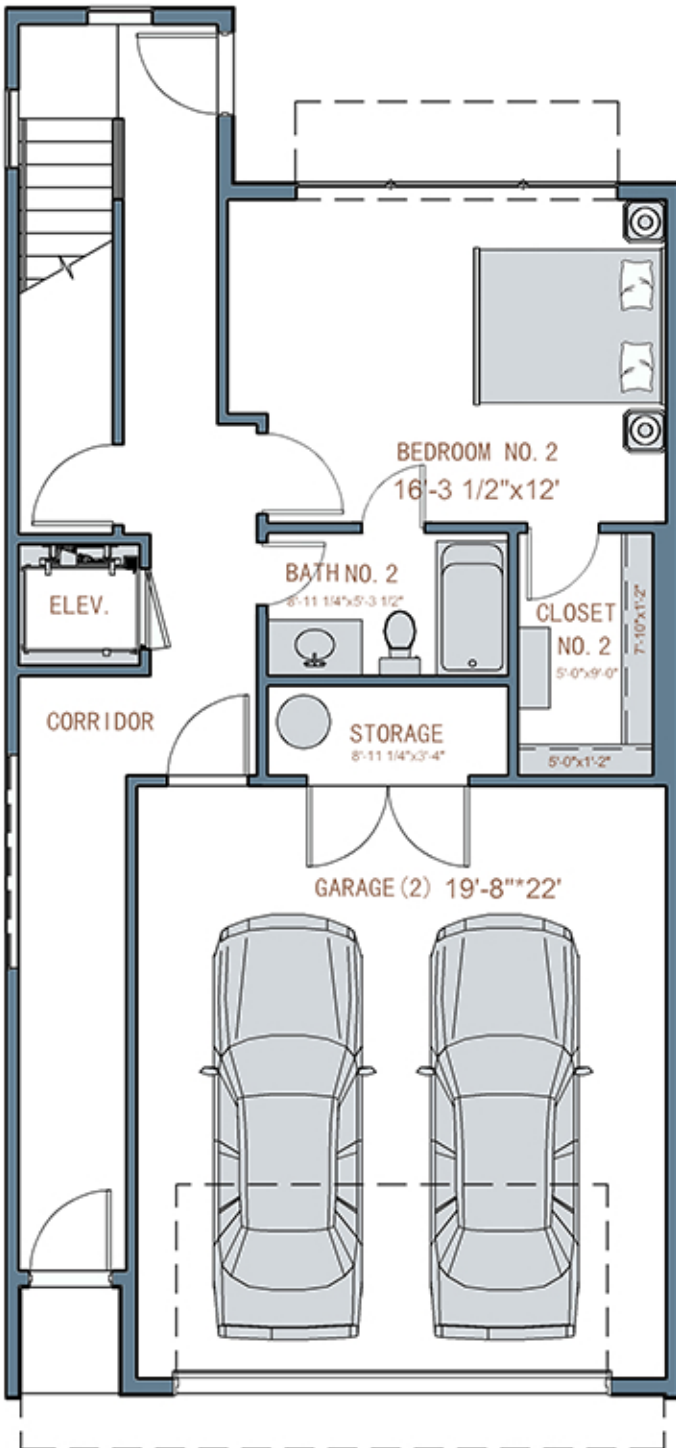 BEDROOM NO. 2
16'-3 1/2"x12'
BATH NO. 2
8'-11 1/4"x5'-3 1/2"
ELEV.
CLOSET
NO. 2
5'-0"x9'-0"
7'-10"x1'-2"
CORRIDOR
STORAGE
8'-11 1/4"x3'-4"
5'-0"x1'-2"
GARAGE (2) 19'-8"*22'